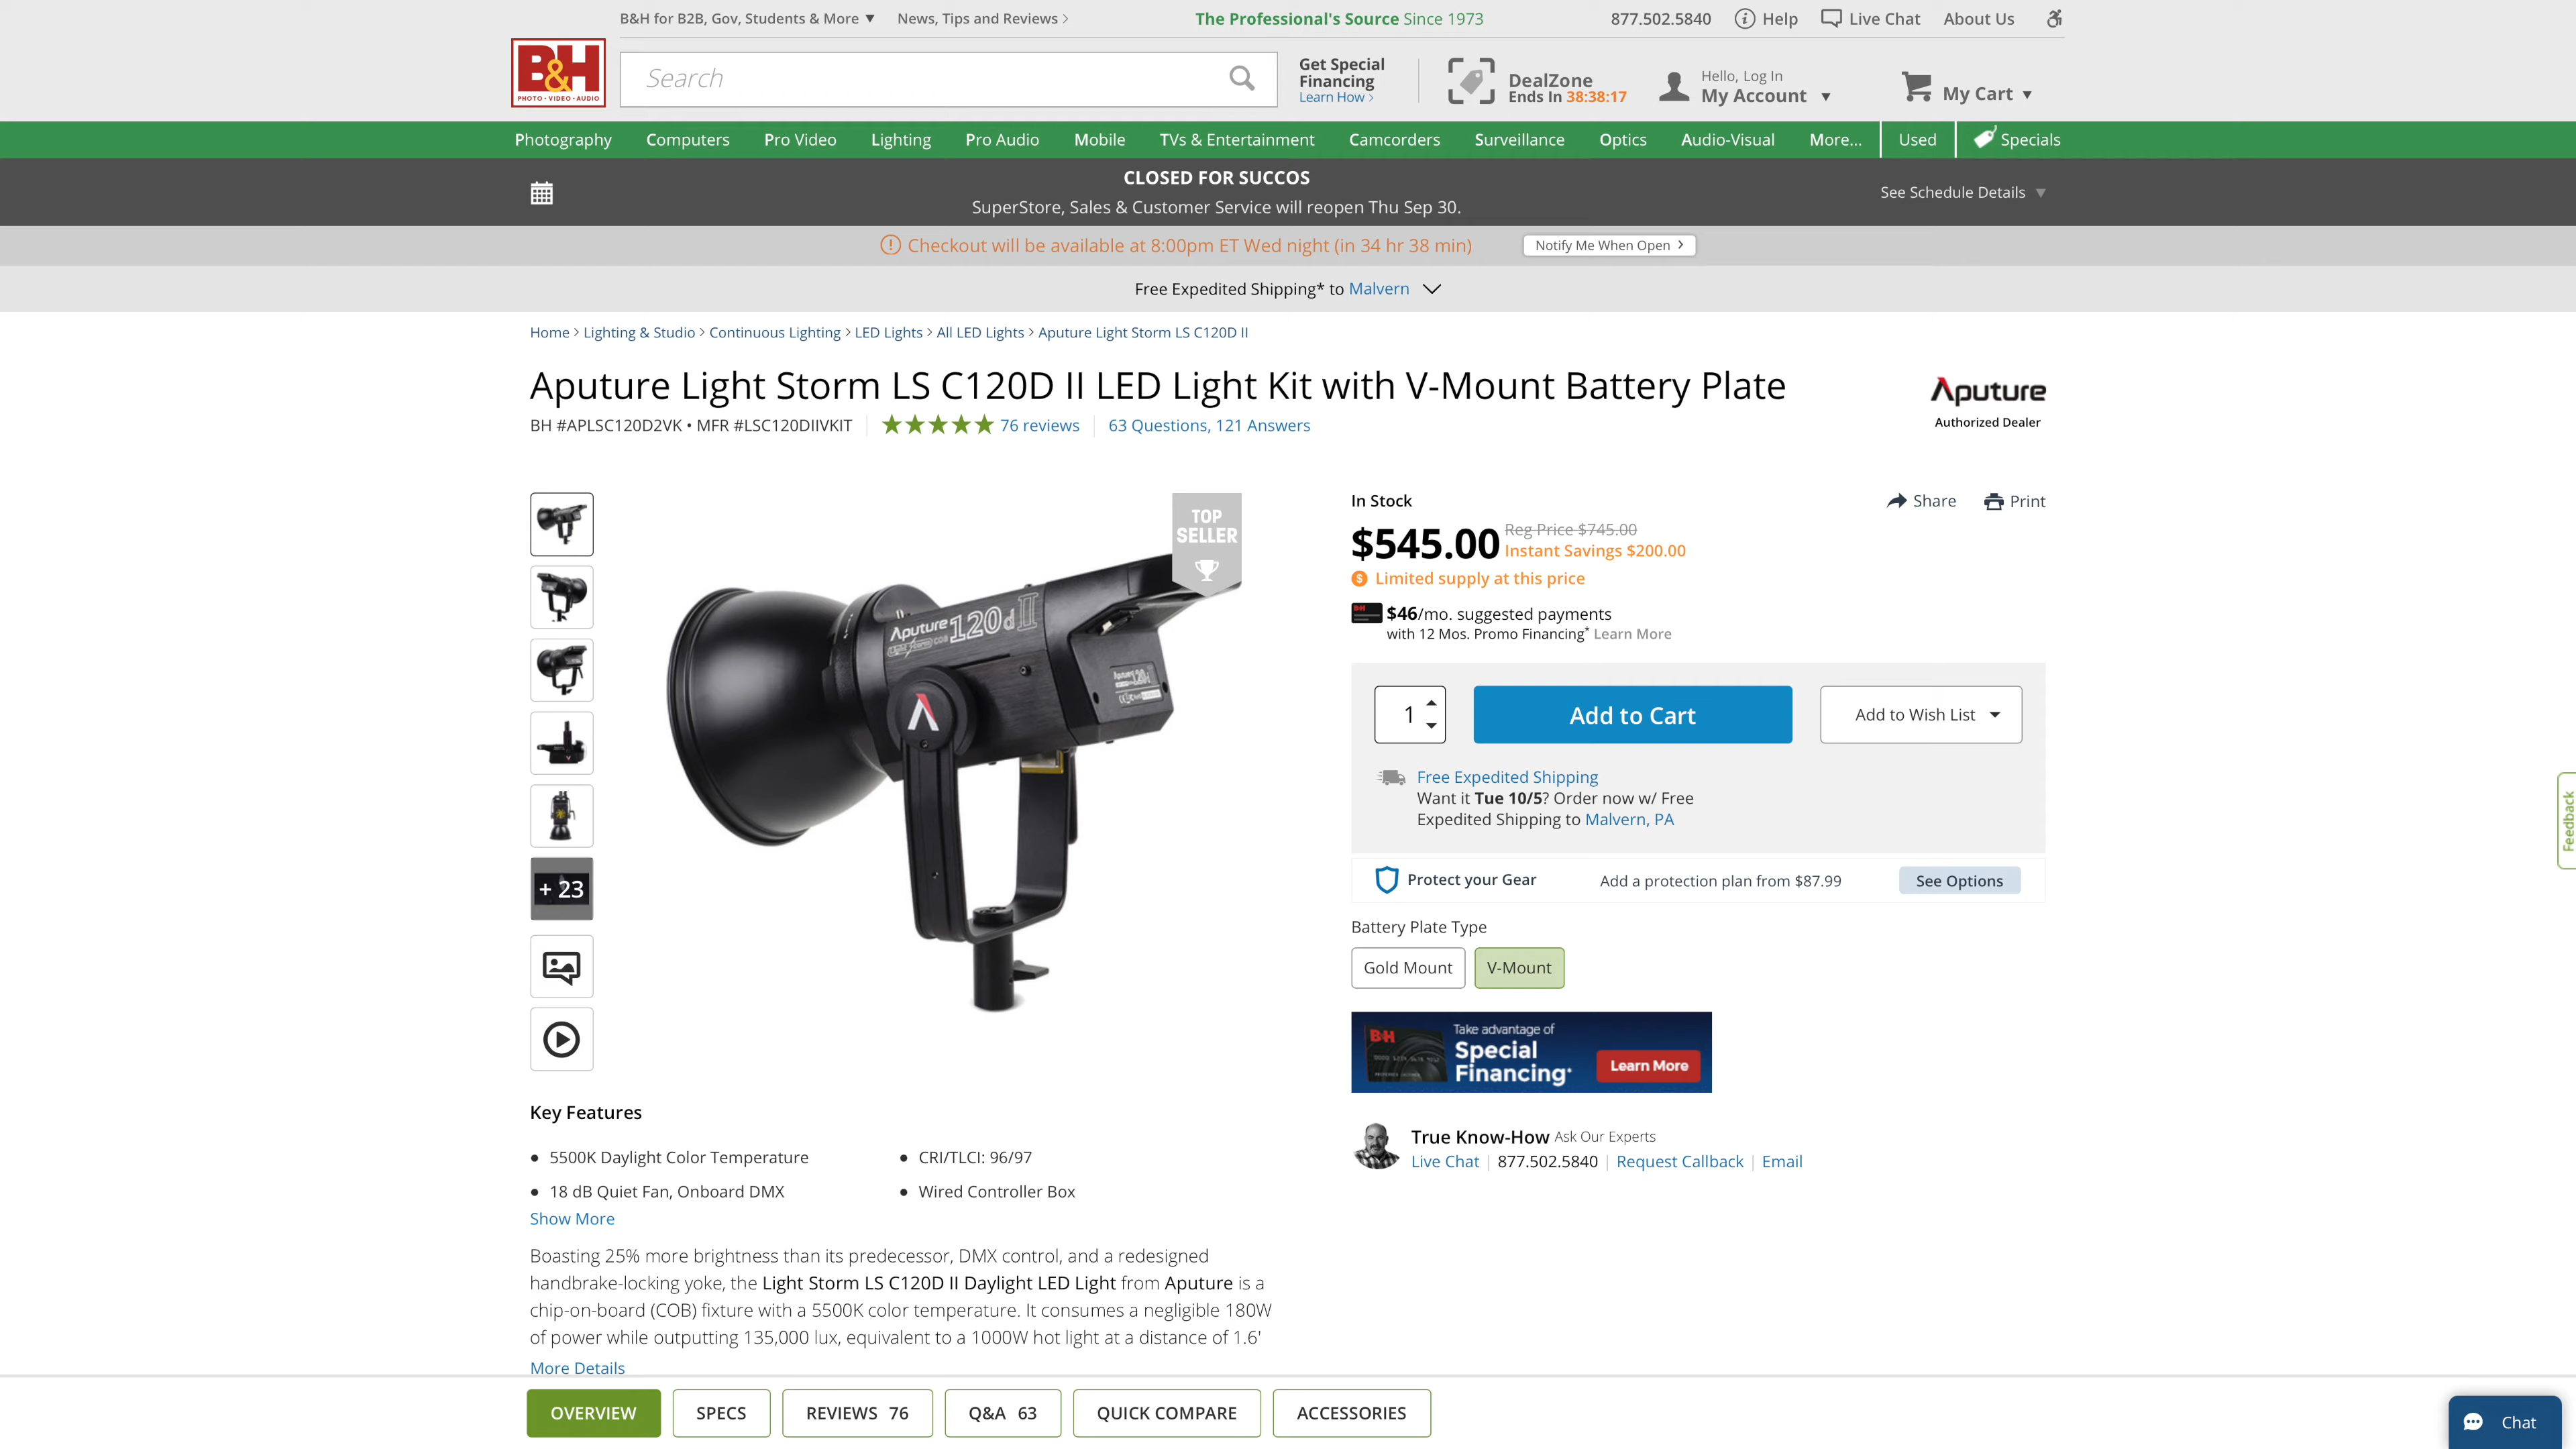 B&H for B2B, Gov, Students & More ▼
News, Tips and Reviews >
The Professional's Source Since 1973
877.502.5840
Help
Live Chat
About Us
B&H
PHOTO • VIDEO • AUDIO
Search
Get Special
Financing
Learn How >
DealZone
Ends In 38:38:17
Hello, Log In
My Account ▼
My Cart ▼
Photography
Computers
Pro Video
Lighting
Pro Audio
Mobile
TVs & Entertainment
Camcorders
Surveillance
Optics
Audio-Visual
More...
Used
Specials
CLOSED FOR SUCCOS
SuperStore, Sales & Customer Service will reopen Thu Sep 30.
See Schedule Details ▼
Checkout will be available at 8:00pm ET Wed night (in 34 hr 38 min)
Notify Me When Open >
Free Expedited Shipping* to Malvern
Home > Lighting & Studio > Continuous Lighting > LED Lights > All LED Lights > Aputure Light Storm LS C120D II
Aputure Light Storm LS C120D II LED Light Kit with V-Mount Battery Plate
Aputure
Authorized Dealer
BH #APLSC120D2VK • MFR #LSC120DIIVKIT
76 reviews
63 Questions, 121 Answers
TOP
SELLER
Aputure
120d II
+ 23
In Stock
Share
Print
$545.00
Reg Price $745.00
Instant Savings $200.00
Limited supply at this price
$46/mo. suggested payments
with 12 Mos. Promo Financing* Learn More
1
Add to Cart
Add to Wish List
Free Expedited Shipping
Want it Tue 10/5? Order now w/ Free
Expedited Shipping to Malvern, PA
Protect your Gear
Add a protection plan from $87.99
See Options
Battery Plate Type
Gold Mount
V-Mount
B&H
Take advantage of
Special
Financing*
Learn More
True Know-How Ask Our Experts
Live Chat | 877.502.5840 | Request Callback | Email
Key Features
• 5500K Daylight Color Temperature
• CRI/TLCI: 96/97
• 18 dB Quiet Fan, Onboard DMX
• Wired Controller Box
Show More
Boasting 25% more brightness than its predecessor, DMX control, and a redesigned
handbrake-locking yoke, the Light Storm LS C120D II Daylight LED Light from Aputure is a
chip-on-board (COB) fixture with a 5500K color temperature. It consumes a negligible 180W
of power while outputting 135,000 lux, equivalent to a 1000W hot light at a distance of 1.6'
More Details
OVERVIEW
SPECS
REVIEWS 76
Q&A 63
QUICK COMPARE
ACCESSORIES
Feedback
Chat